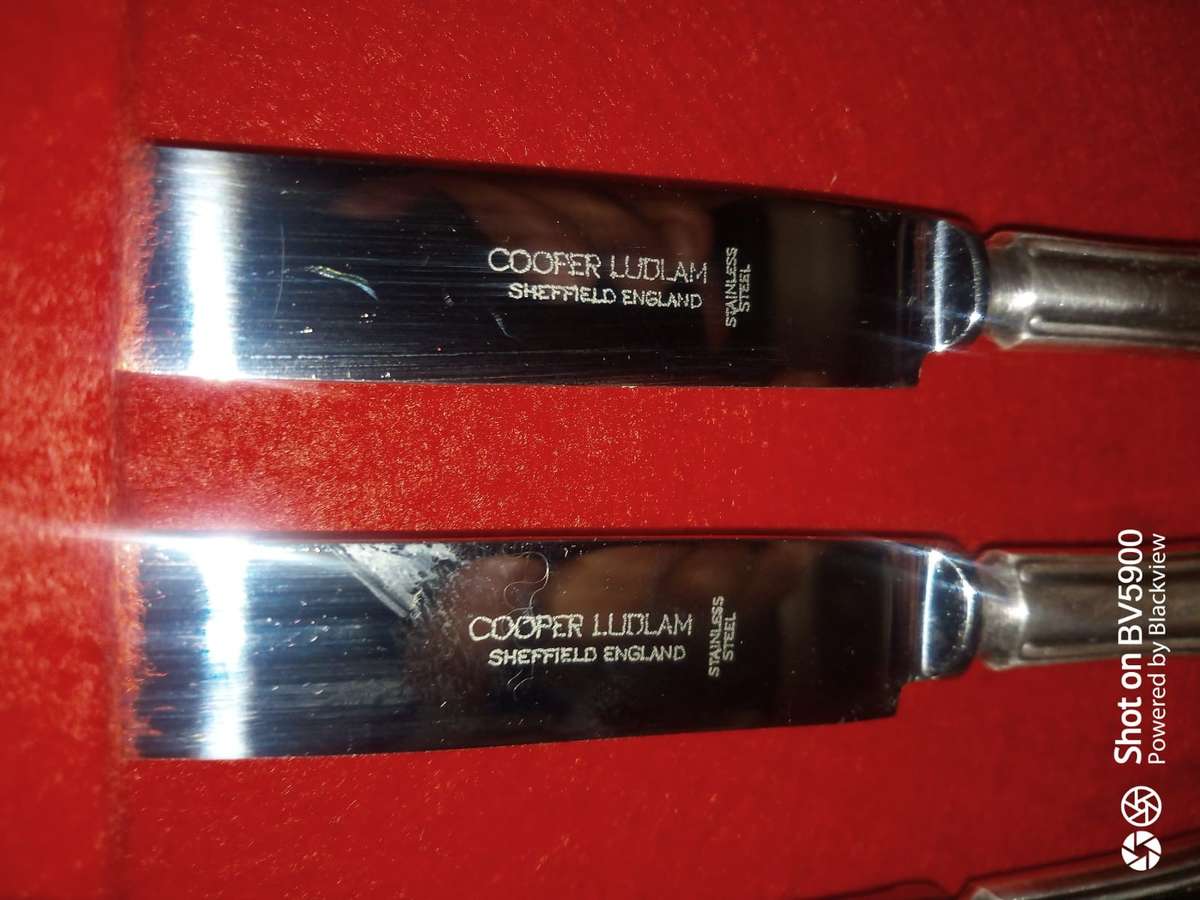 COOPER LUDLAM
SHEFFIELD ENGLAND
STAINLESS
STEEL
COOPER LUDLAM
SHEFFIELD ENGLAND
STAINLESS
STEEL
Shot on BV5900
Powered by Blackview